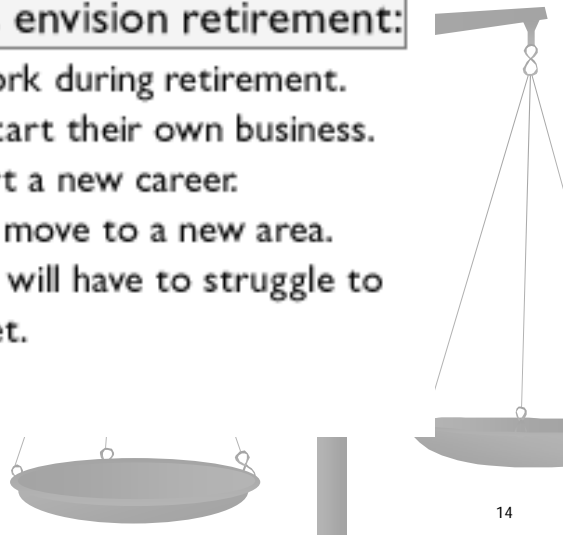 envision retirement:
ork during retirement.
tart their own business.
t a new career.
move to a new area.
will have to struggle to
et.
14